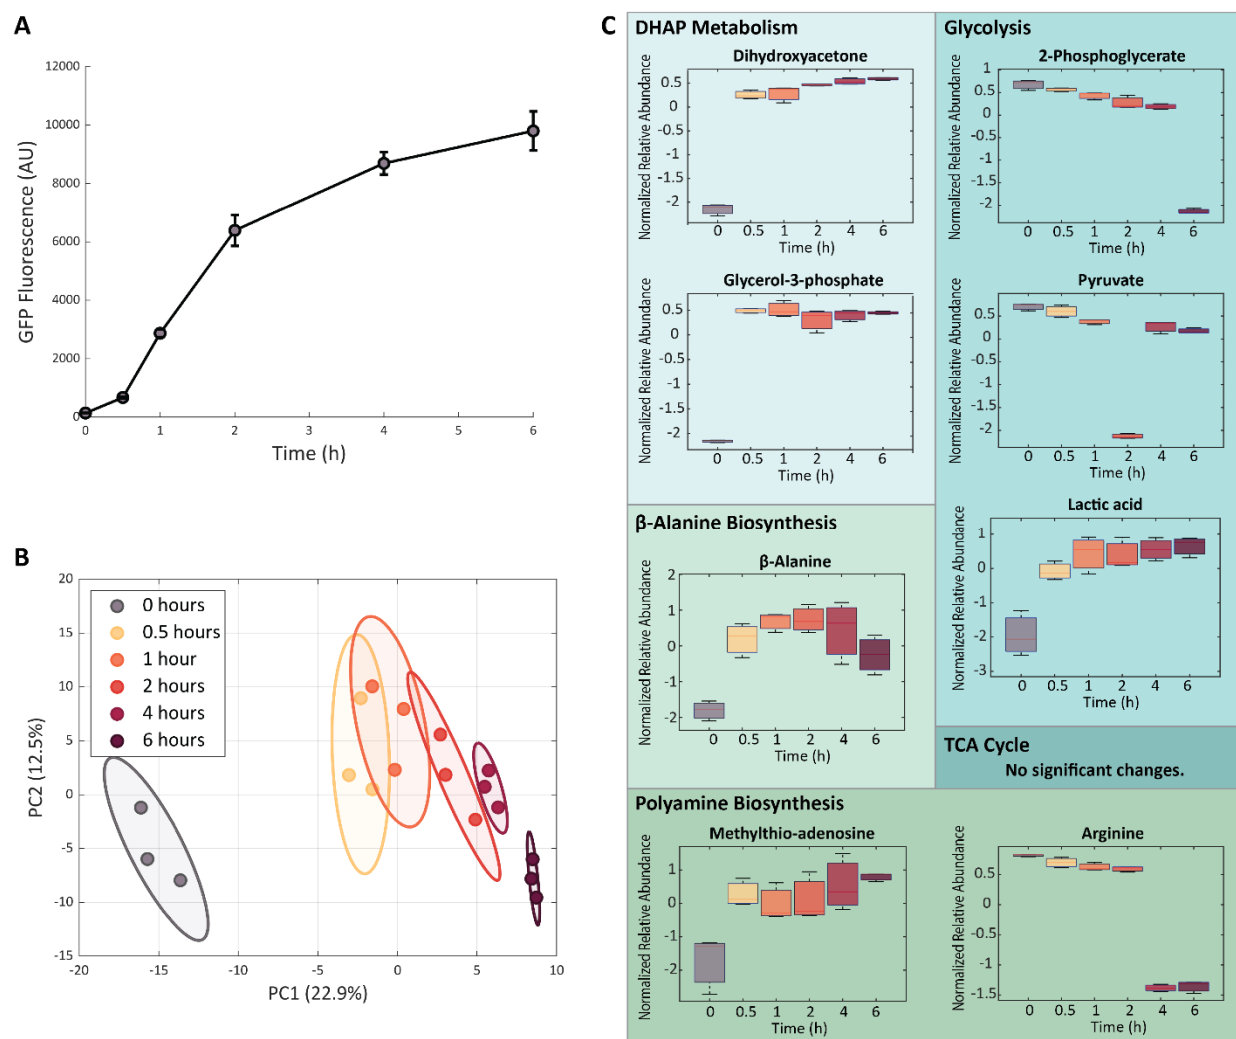 A
12000
10000
8000
6000
4000
2000
0
0
1
2
3
4
5
6
GFP Fluorescence (AU)
Time (h)
B
20
15
10
5
0
-5
-10
-15
-20
-15
-10
-5
0
5
10
PC2 (12.5%)
PC1 (22.9%)
0 hours
0.5 hours
1 hour
2 hours
4 hours
6 hours
C
DHAP Metabolism
Dihydroxyacetone
Normalized Relative Abundance
0.5
0
0.5
-1
-1.5
-2
0 0.5 1 2 4 6
Time (h)
Glycerol-3-phosphate
Normalized Relative Abundance
0.5
0
0.5
-1
-1.5
-2
0 0.5 1 2 4 6
Time (h)
Glycolysis
2-Phosphoglycerate
Normalized Relative Abundance
1
0.5
0
0.5
-1
-1.5
-2
0 0.5 1 2 4 6
Time (h)
Pyruvate
Normalized Relative Abundance
0.5
0
0.5
-1
-1.5
-2
0 0.5 1 2 4 6
Time (h)
Lactic acid
Normalized Relative Abundance
1
0
-1
-2
-3
0 0.5 1 2 4 6
Time (h)
β-Alanine Biosynthesis
β-Alanine
Normalized Relative Abundance
2
1
0
-1
-2
0 0.5 1 2 4 6
Time (h)
TCA Cycle
No significant changes.
Polyamine Biosynthesis
Methylthio-adenosine
Normalized Relative Abundance
1
0
-1
-2
0 0.5 1 2 4 6
Time (h)
Arginine
Normalized Relative Abundance
1
0.5
0
0.5
-1
-1.5
0 0.5 1 2 4 6
Time (h)